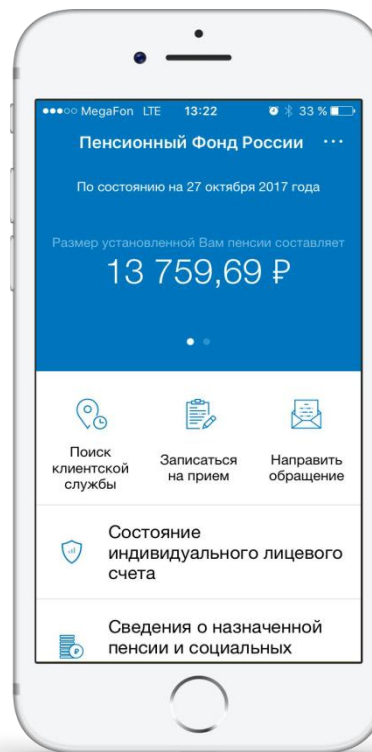 MegaFon LTE 13:22 33 %
Пенсионный Фонд России ...
По состоянию на 27 октября 2017 года
Размер установленной Вам пенсии составляет
13 759,69 ₽
Поиск клиентской службы
Записаться на прием
Направить обращение
Состояние
индивидуального лицевого
счета
Сведения о назначенной
пенсии и социальных